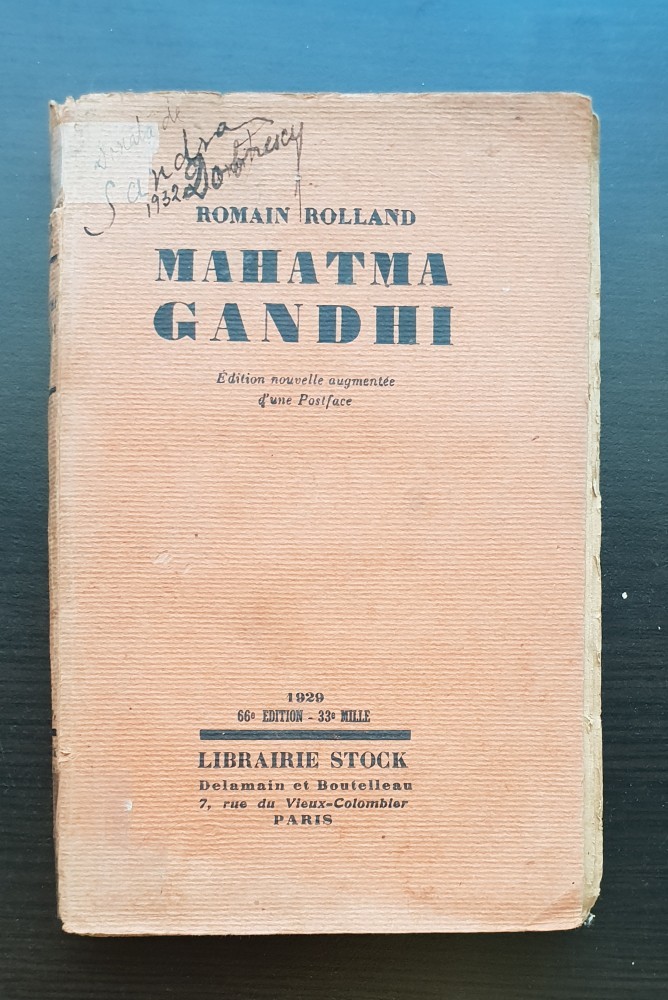 Sandra
1932
ROMAIN ROLLAND
MAHATMA
GANDHI
Édition nouvelle augmentée
d'une Postface
1929
66e EDITION - 33e MILLE
LIBRAIRIE STOCK
Delamain et Boutelleau
7, rue du Vieux-Colombier
PARIS